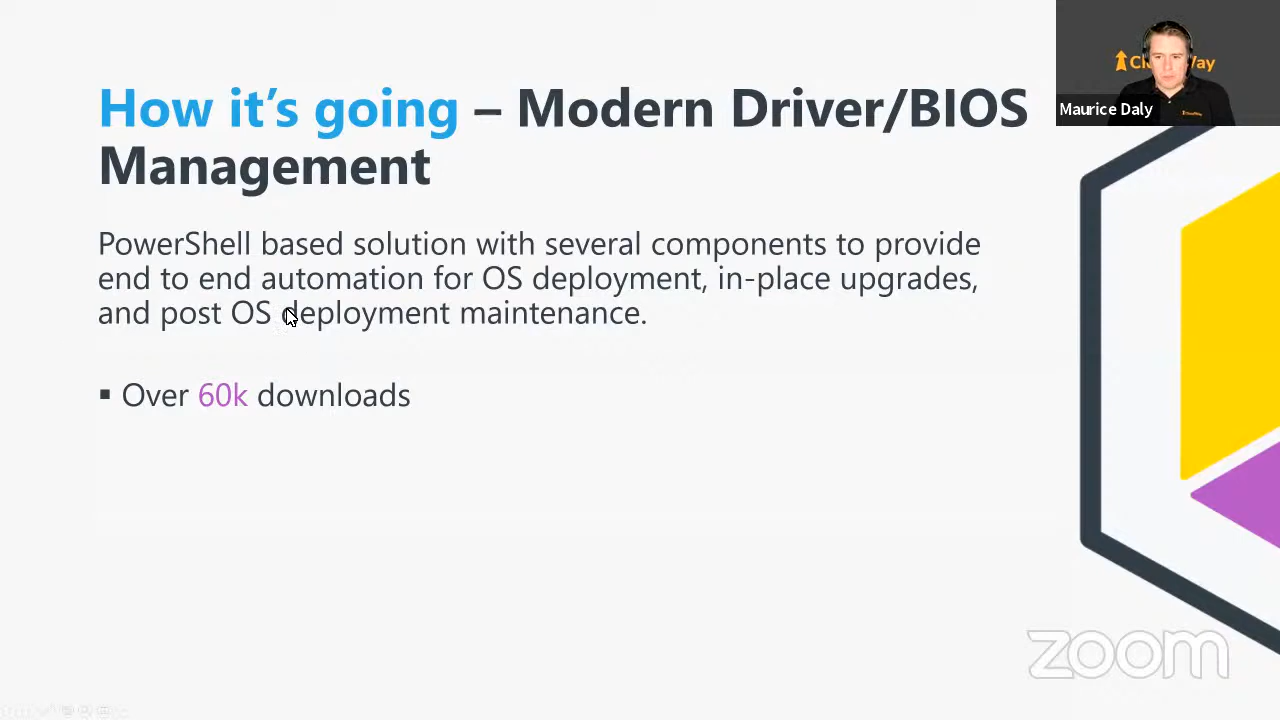 How it’s going – Modern Driver/BIOS
Management
Maurice Daly
PowerShell based solution with several components to provide
end to end automation for OS deployment, in-place upgrades,
and post OS deployment maintenance.
▪ Over 60k downloads
zoom